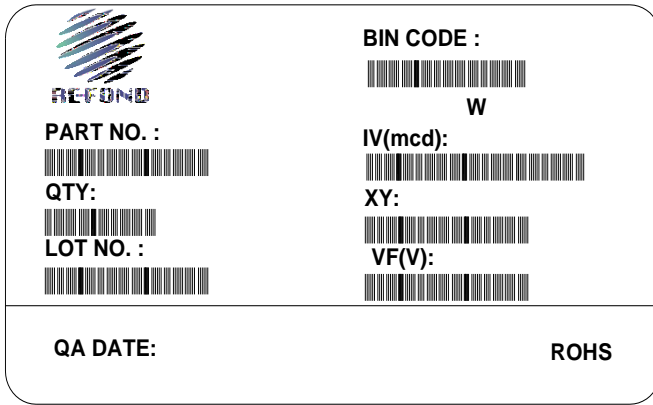 REFOND
PART NO. :
QTY:
LOT NO. :
BIN CODE :
W
IV(mcd):
XY:
VF(V):
QA DATE:
ROHS